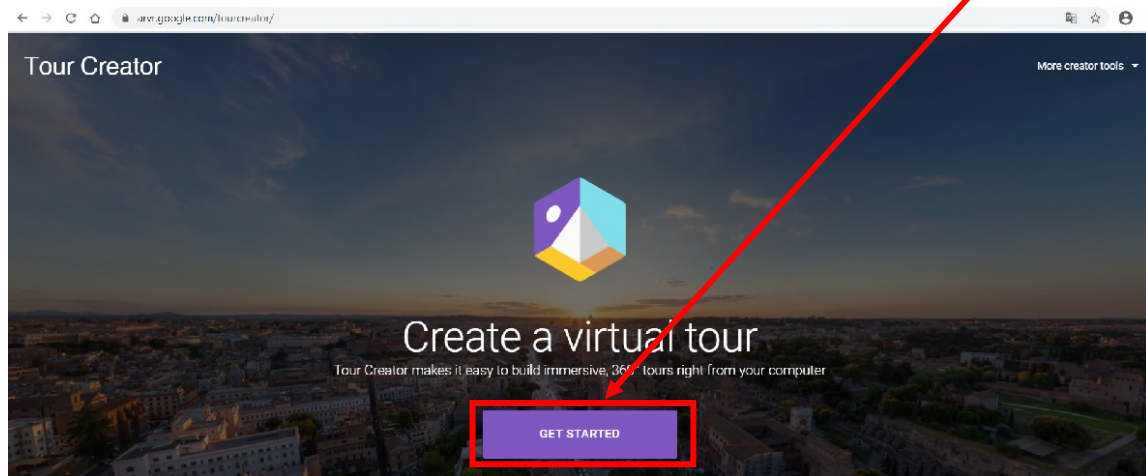 arvr.google.com/tourcreator/
Tour Creator
More creator tools
Create a virtual tour
Tour Creator makes it easy to build immersive, 360° tours right from your computer
GET STARTED